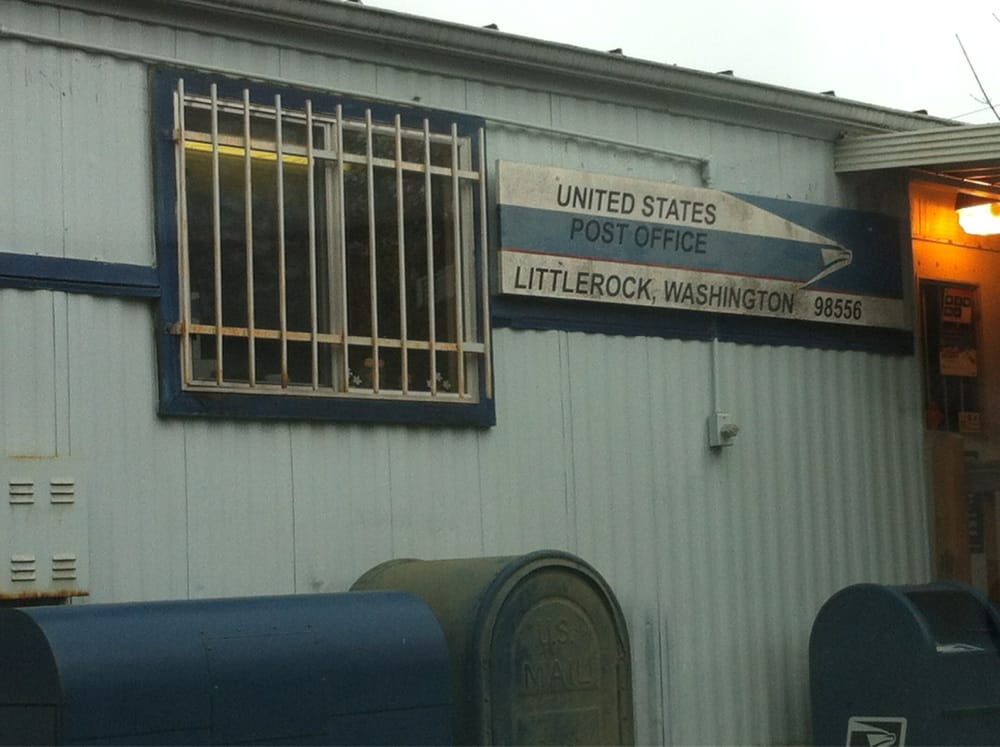 UNITED STATES
POST OFFICE
LITTLEROCK, WASHINGTON 98556
U.S.
MAIL